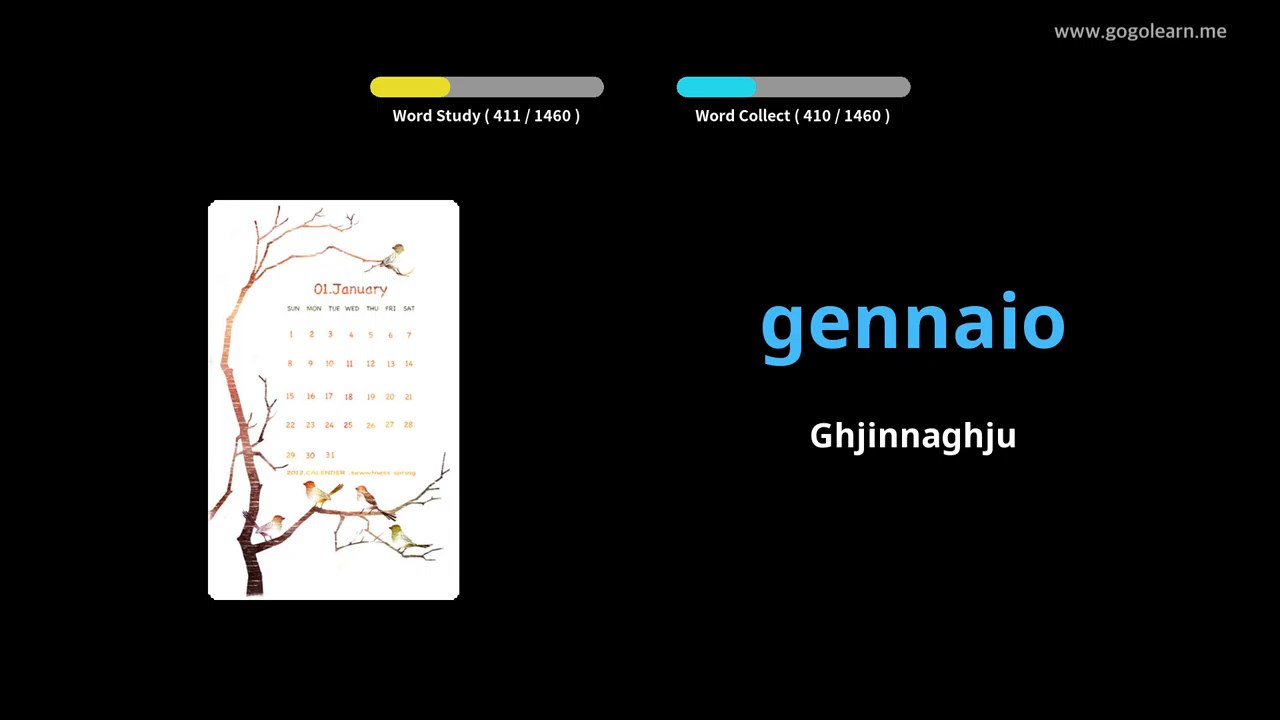 www.gogolearn.me
Word Study ( 411 / 1460 )
Word Collect ( 410 / 1460 )
01.January
SUN MON TUE WED THU FRI SAT
1 2 3 4 5 6 7
8 9 10 11 12 13 14
15 16 17 18 19 20 21
22 23 24 25 26 27 28
29 30 31
CALENDER
spring
gennaio
Ghjinnaghju